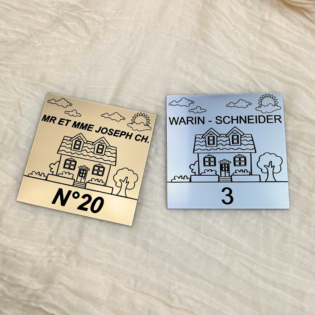 MR ET MME JOSEPH CH.
N°20
WARIN - SCHNEIDER
3